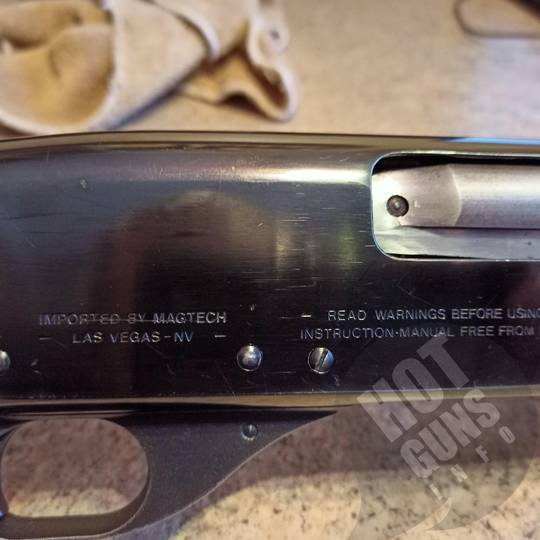 IMPORTED BY MAGTECH
- LAS VEGAS-NV -
- READ WARNINGS BEFORE USING
INSTRUCTION-MANUAL FREE FROM
HOT
GUNS
INFO